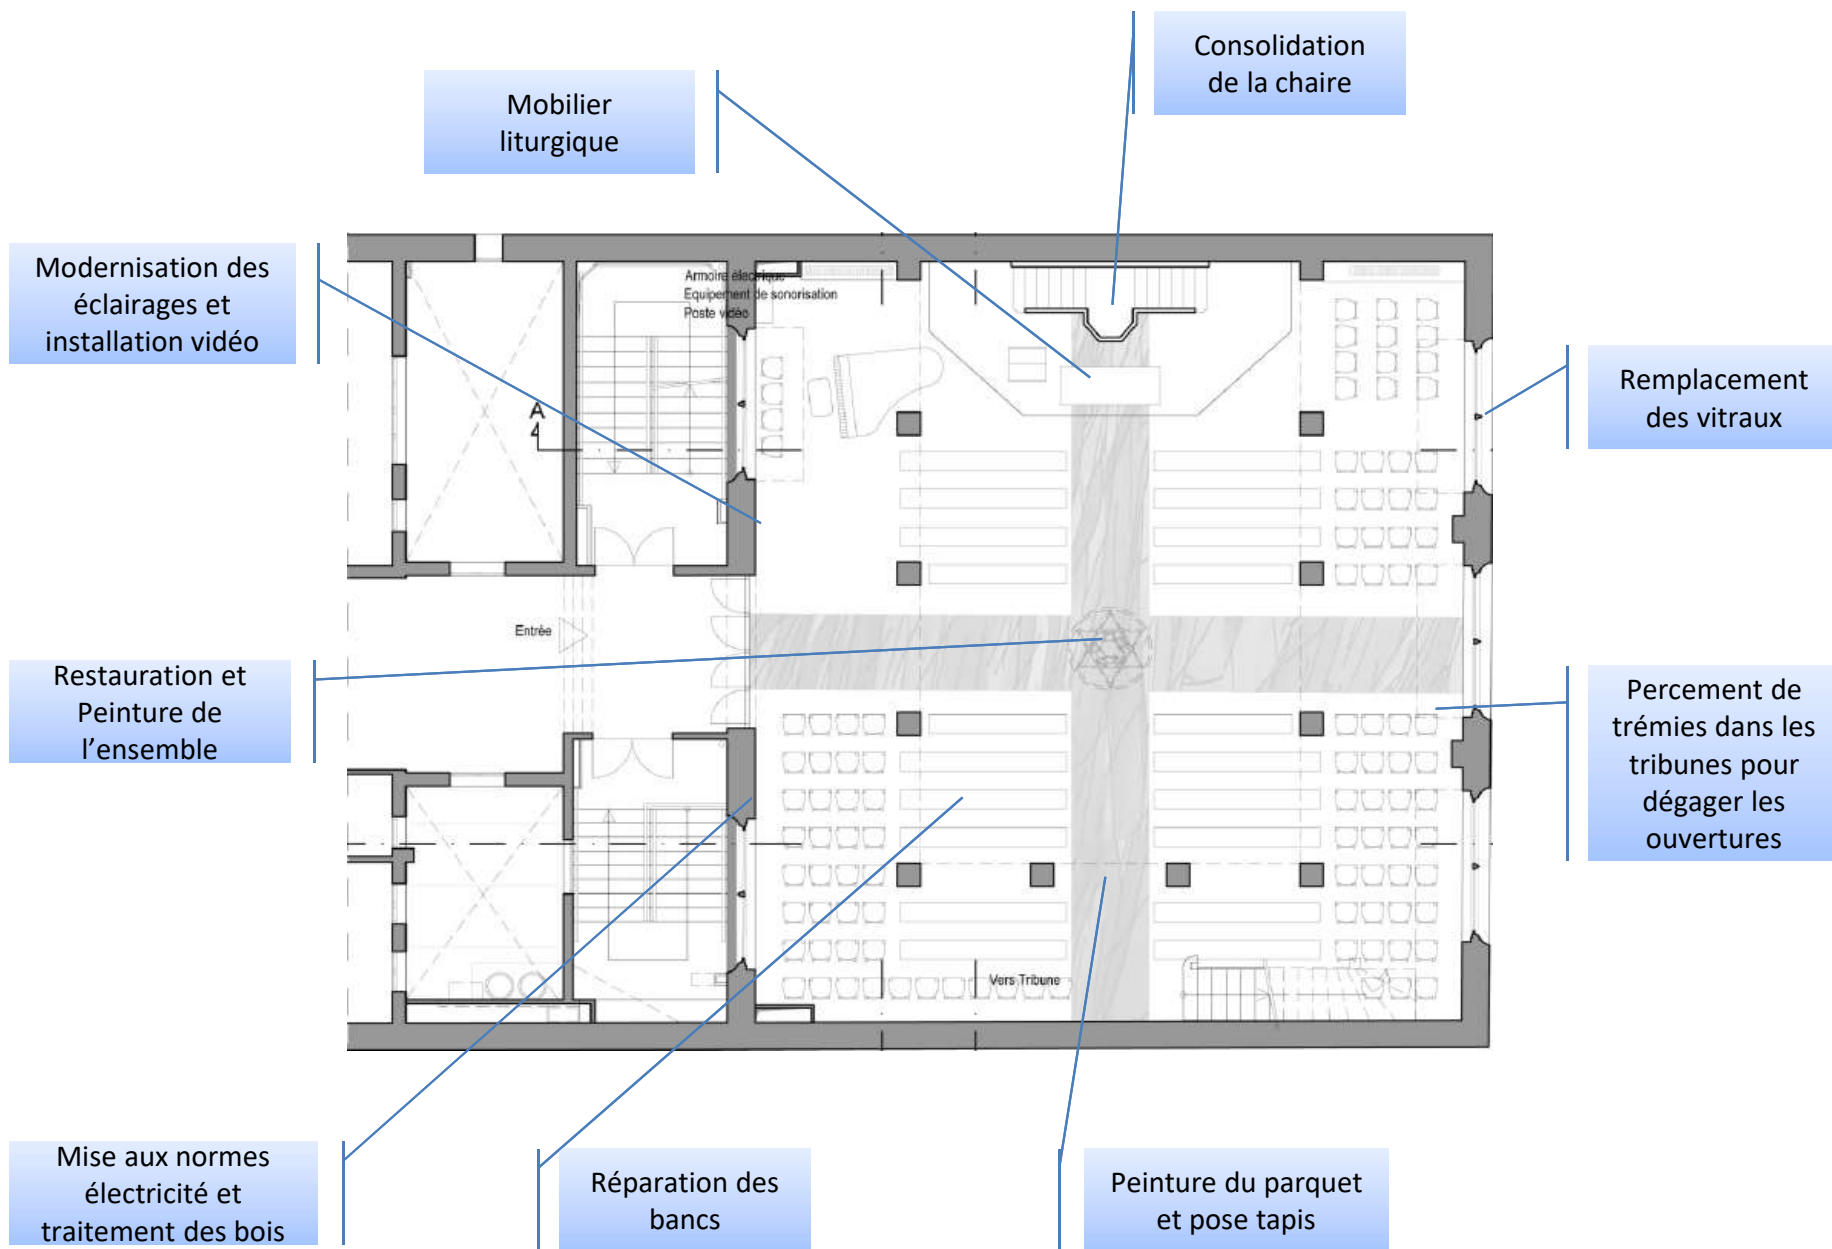 Consolidation
de la chaire
Mobilier
liturgique
Modernisation des
éclairages et
installation vidéo
Armoire électrique
Equipement de sonorisation
Poste vidéo
Remplacement
des vitraux
A
4
Entrée
Restauration et
Peinture de
l’ensemble
Percement de
trémies dans les
tribunes pour
dégager les
ouvertures
Vers Tribune
Mise aux normes
électricité et
traitement des bois
Réparation des
bancs
Peinture du parquet
et pose tapis